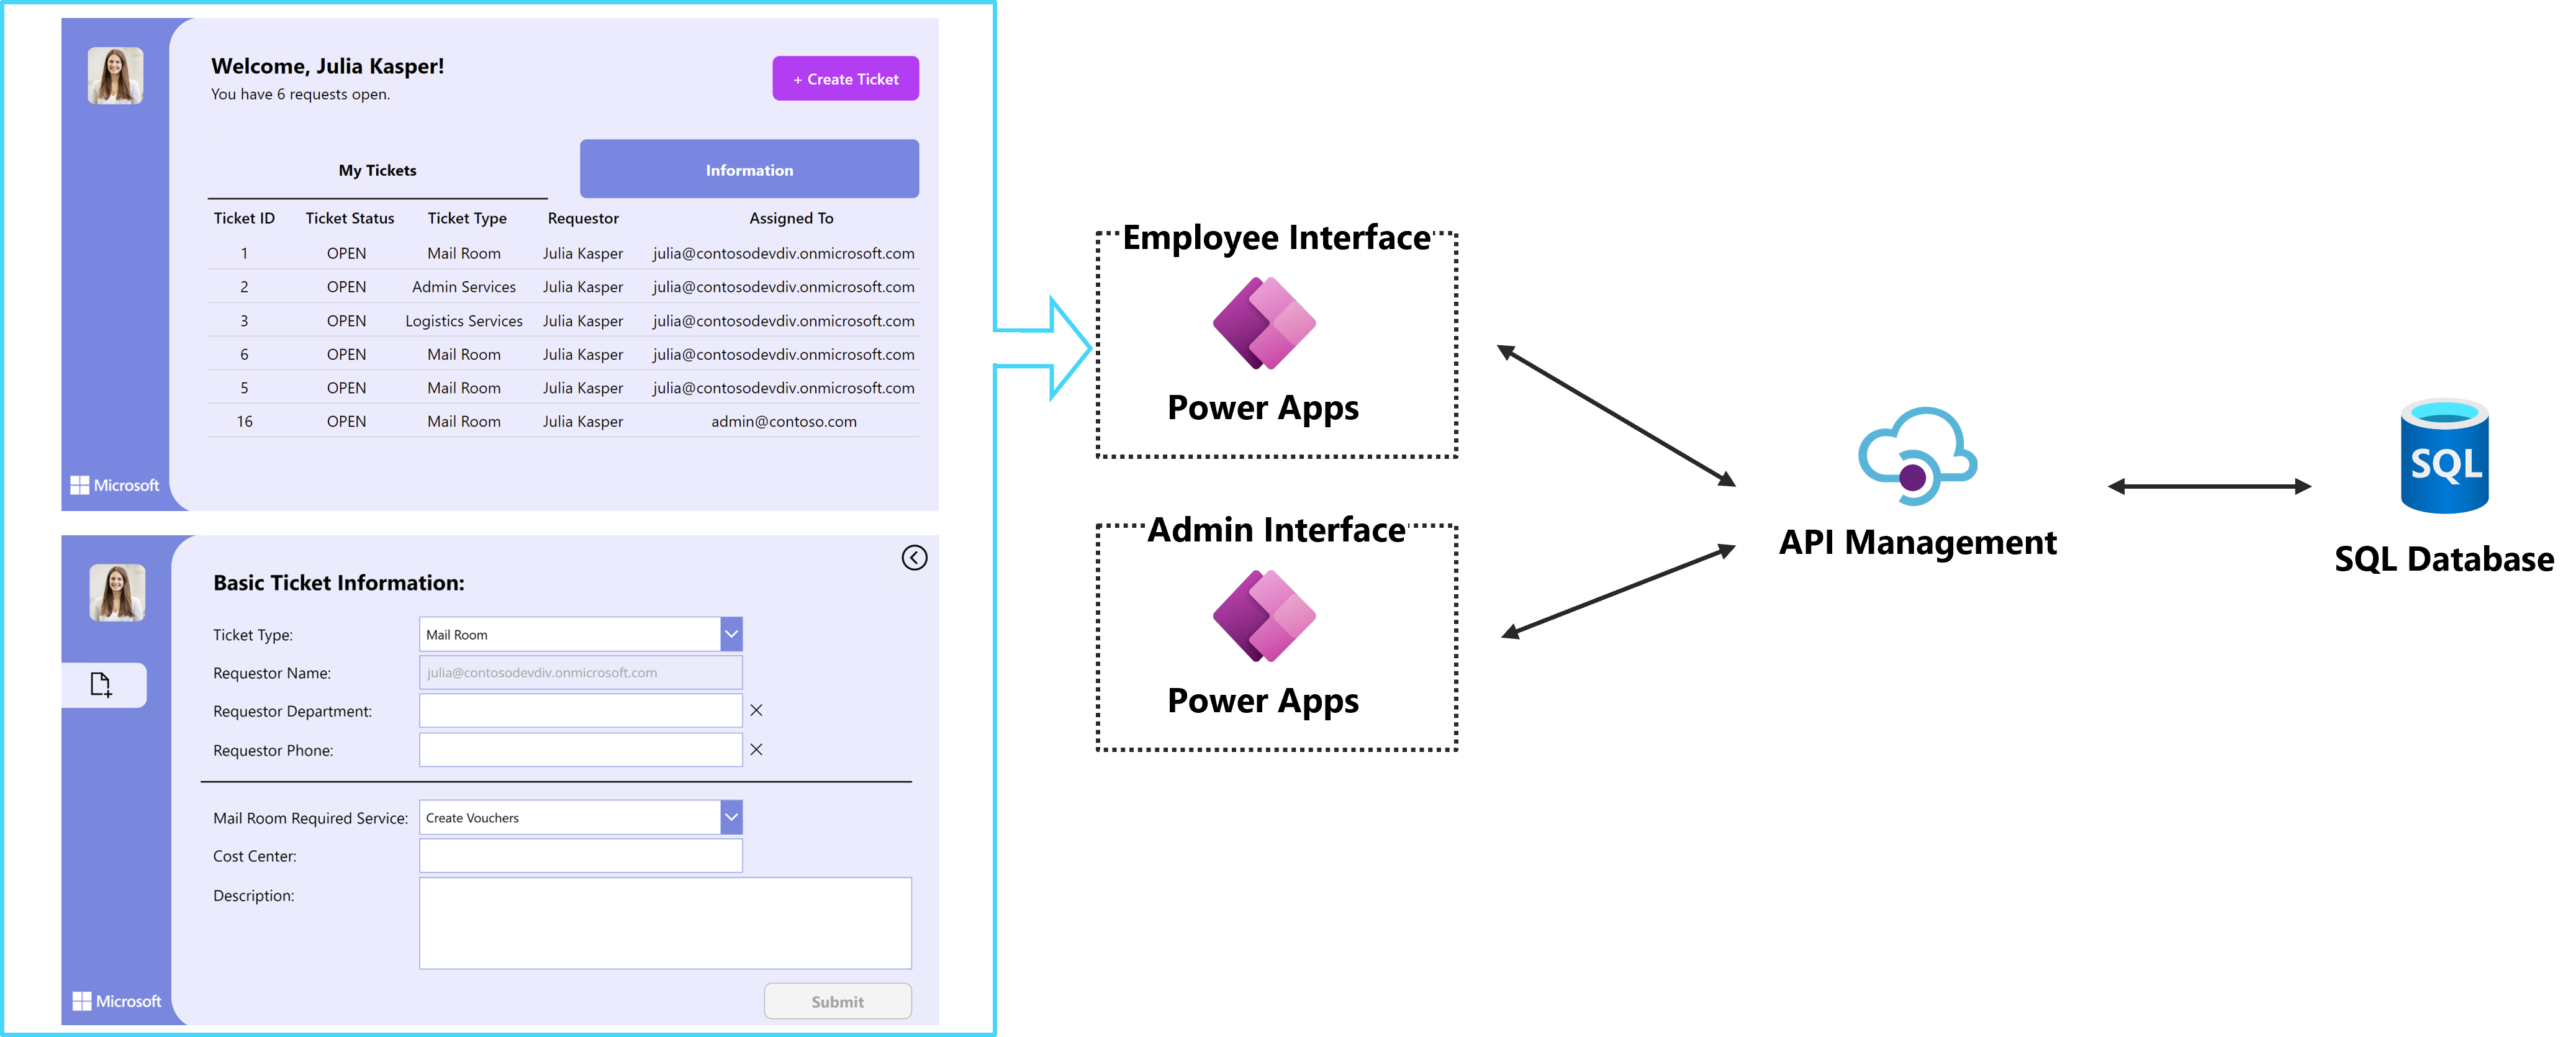 Welcome, Julia Kasper!
You have 6 requests open.
+ Create Ticket
My Tickets
Information
Ticket ID Ticket Status Ticket Type Requestor Assigned To
1 OPEN Mail Room Julia Kasper julia@contosodevdiv.onmicrosoft.com
2 OPEN Admin Services Julia Kasper julia@contosodevdiv.onmicrosoft.com
3 OPEN Logistics Services Julia Kasper julia@contosodevdiv.onmicrosoft.com
6 OPEN Mail Room Julia Kasper julia@contosodevdiv.onmicrosoft.com
5 OPEN Mail Room Julia Kasper julia@contosodevdiv.onmicrosoft.com
16 OPEN Mail Room Julia Kasper admin@contoso.com
Microsoft
Basic Ticket Information:
Ticket Type: Mail Room
Requestor Name: julia@contosodevdiv.onmicrosoft.com
Requestor Department:
Requestor Phone:
Mail Room Required Service: Create Vouchers
Cost Center:
Description:
Submit
Microsoft
Employee Interface
Power Apps
Admin Interface
Power Apps
API Management
SQL
SQL Database